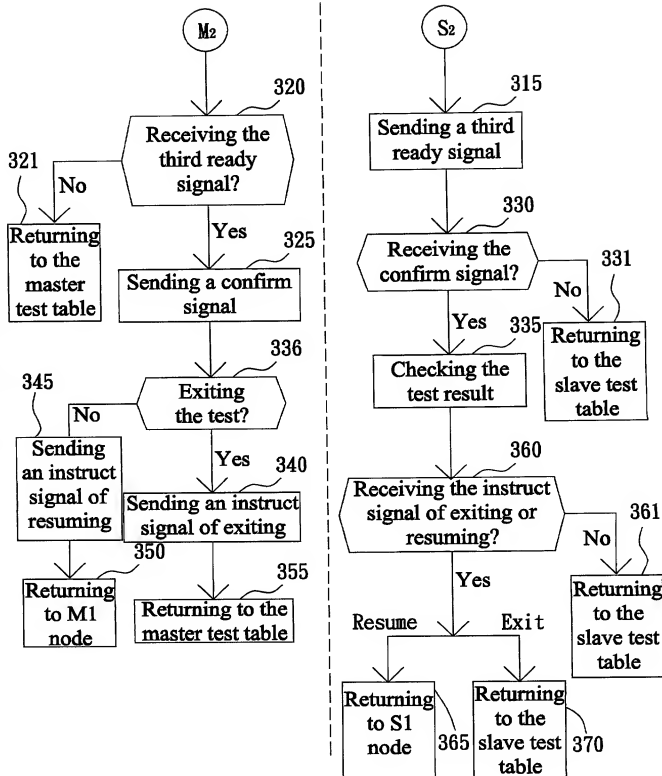 M2
320
Receiving the
third ready
signal?
321
No
Returning
to the
master
test table
Yes
325
Sending a confirm
signal
336
Exiting
the test?
345
No
Sending
an instruct
signal of
resuming
Yes
340
Sending an instruct
signal of exiting
350
Returning
to M1
node
355
Returning to the
master test table
S2
315
Sending a third
ready signal
330
Receiving the
confirm signal?
331
No
Returning
to the
slave test
table
Yes
335
Checking the
test result
360
Receiving the instruct
signal of exiting or
resuming?
361
No
Returning
to the
slave test
table
Yes
Resume
Exit
Returning
to S1
node
365
Returning
to the
slave test
table
370